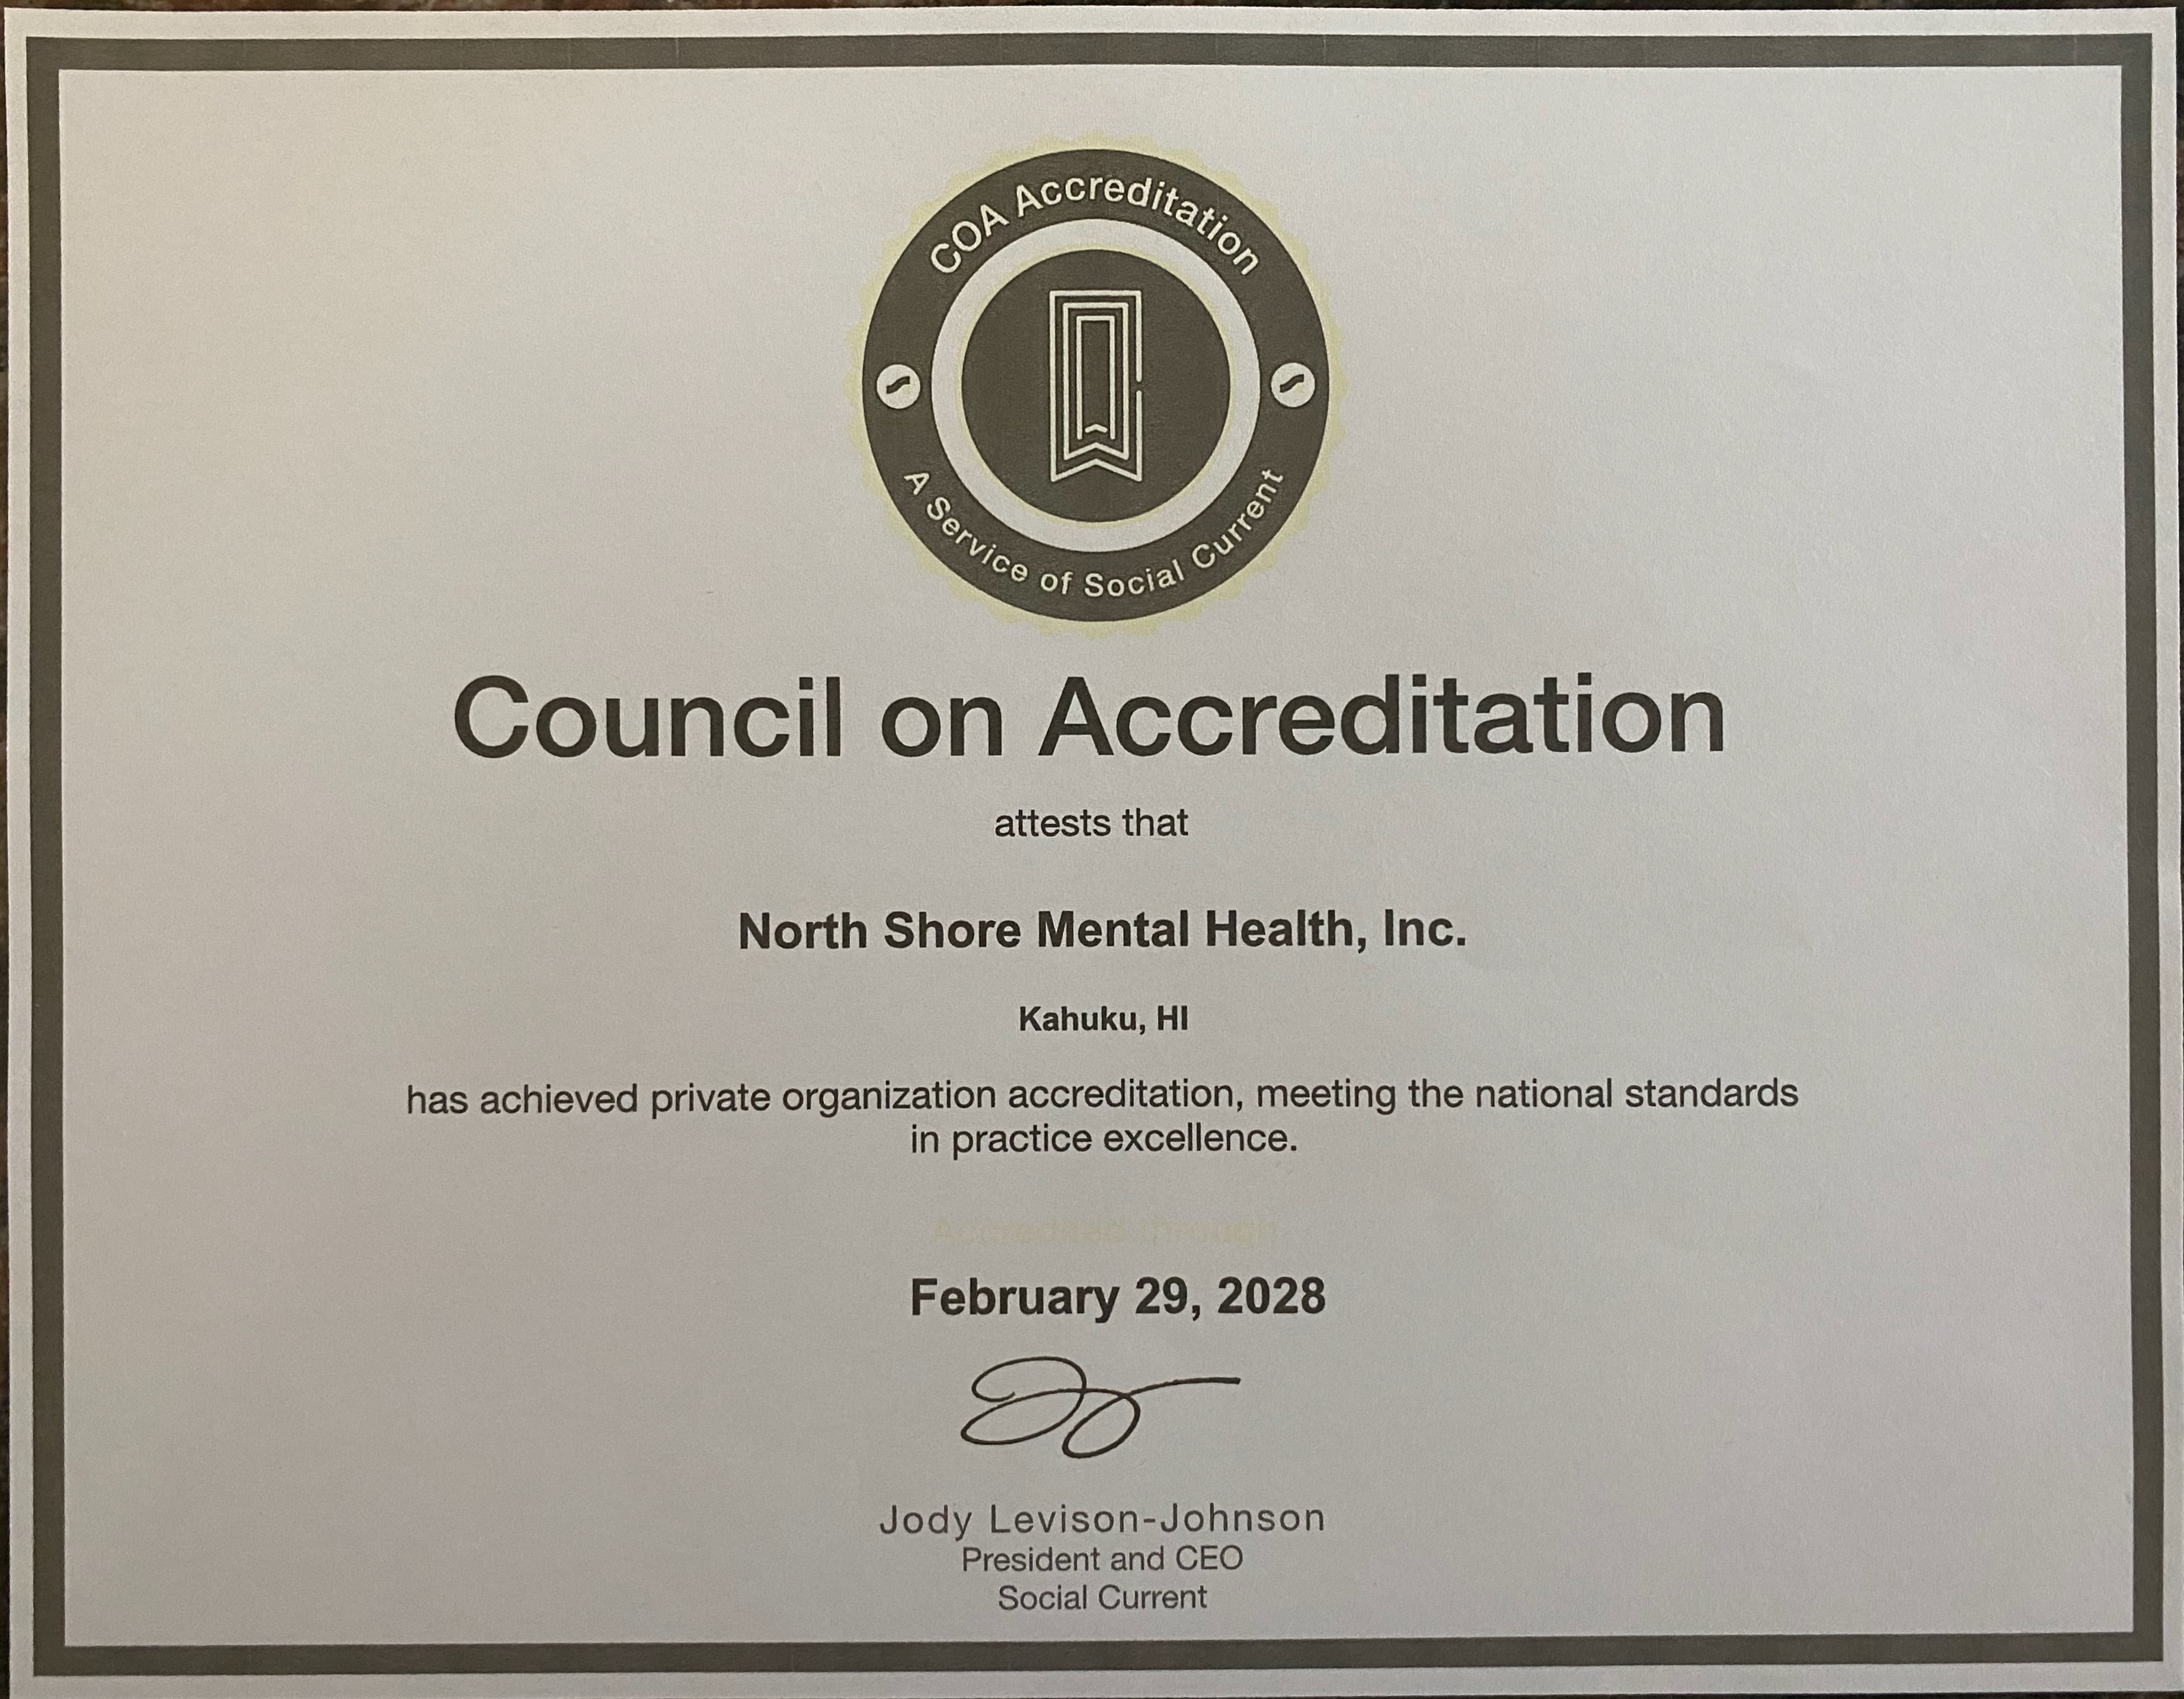 COA Accreditation
A Service of Social Current
Council on Accreditation
attests that
North Shore Mental Health, Inc.
Kahuku, HI
has achieved private organization accreditation, meeting the national standards
in practice excellence.
Accredited through
February 29, 2028
Jody Levison-Johnson
President and CEO
Social Current